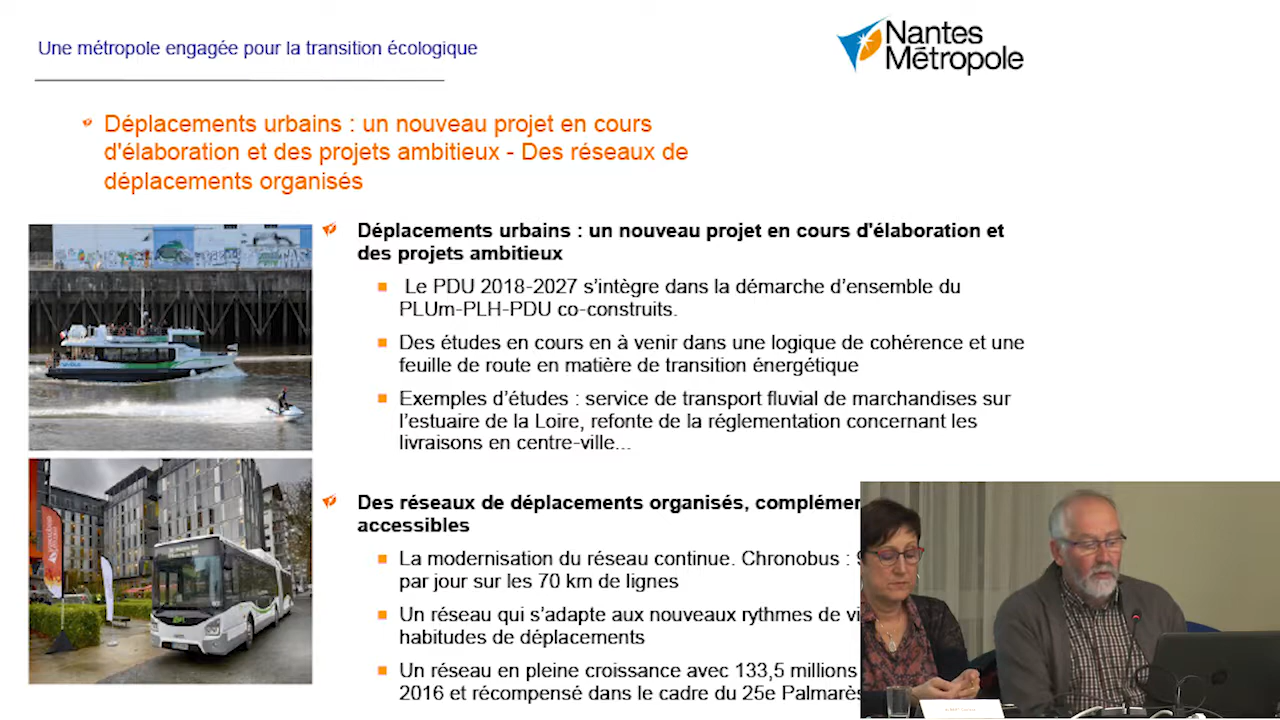 Une métropole engagée pour la transition écologique
Nantes
Métropole
Déplacements urbains : un nouveau projet en cours
d'élaboration et des projets ambitieux - Des réseaux de
déplacements organisés
Déplacements urbains : un nouveau projet en cours d'élaboration et
des projets ambitieux
Le PDU 2018-2027 s’intègre dans la démarche d’ensemble du
PLUm-PLH-PDU co-construits.
Des études en cours en à venir dans une logique de cohérence et une
feuille de route en matière de transition énergétique
Exemples d’études : service de transport fluvial de marchandises sur
l’estuaire de la Loire, refonte de la réglementation concernant les
livraisons en centre-ville...
Des réseaux de déplacements organisés, complémen
accessibles
La modernisation du réseau continue. Chronobus :
par jour sur les 70 km de lignes
Un réseau qui s’adapte aux nouveaux rythmes de vi
habitudes de déplacements
Un réseau en pleine croissance avec 133,5 millions
2016 et récompensé dans le cadre du 25e Palmarès